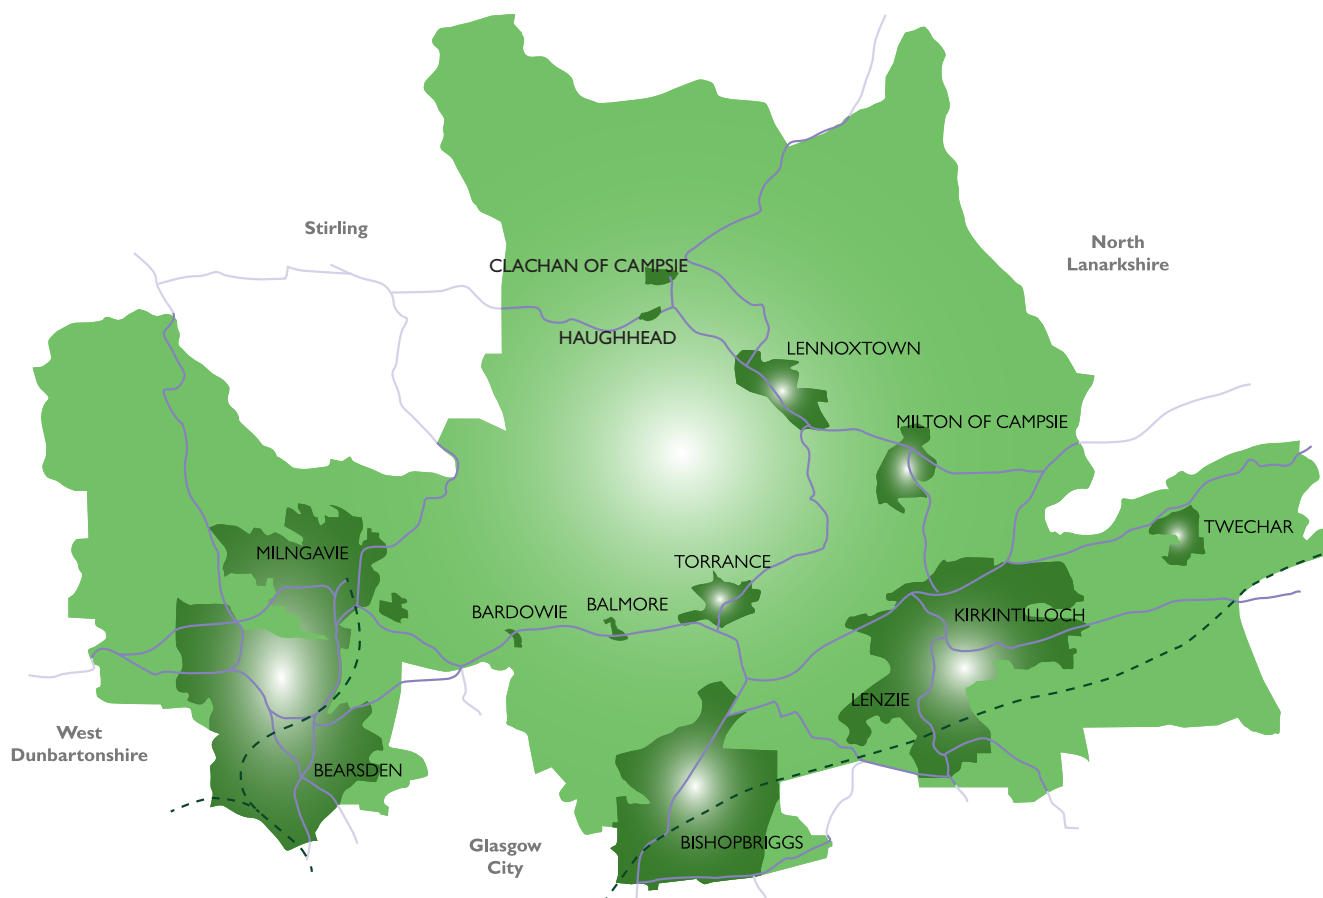 Stirling
North
Lanarkshire
CLACHAN OF CAMPSIE
HAUGHHEAD
LENNOXTOWN
MILTON OF CAMPSIE
TWECHAR
MILNGAVIE
TORRANCE
BARDOWIE
BALMORE
KIRKINTILLOCH
LENZIE
West
Dunbartonshire
BEARSDEN
BISHOPBRIGGS
Glasgow
City